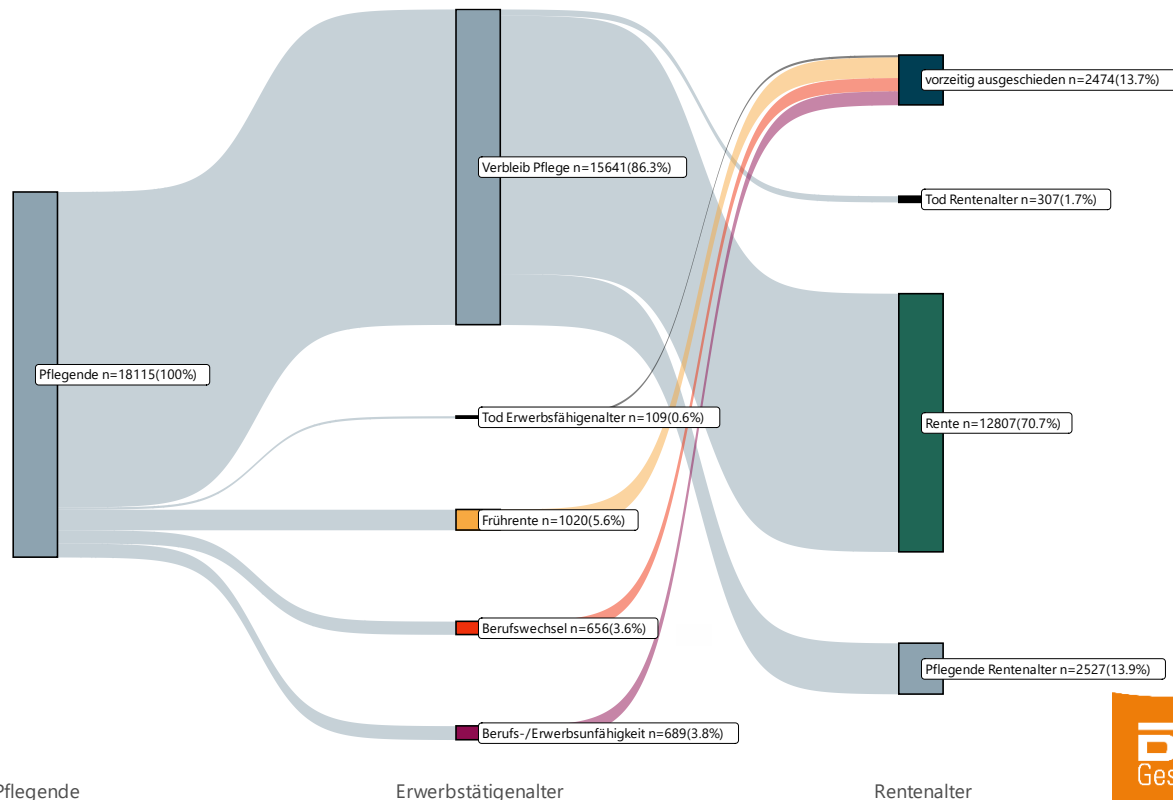 vorzeitig ausgeschieden n=2474(13.7%)
Verbleib Pflege n=15641(86.3%)
Tod Rentenalter n=307(1.7%)
Pflegende n=18115(100%)
Tod Erwerbsfähigenalter n=109(0.6%)
Rente n=12807(70.7%)
Frührente n=1020(5.6%)
Berufswechsel n=656(3.6%)
Pflegende Rentenalter n=2527(13.9%)
Berufs-/Erwerbsunfähigkeit n=689(3.8%)
Ges
Pflegende
Erwerbstätigenalter
Rentenalter